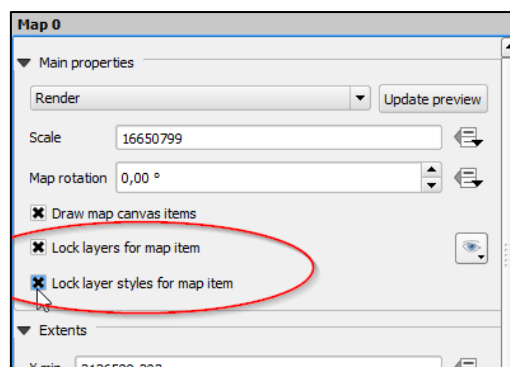 Map 0
Main properties
Render
Update preview
Scale
16650799
Map rotation
0,00 °
Draw map canvas items
Lock layers for map item
Lock layer styles for map item
Extents